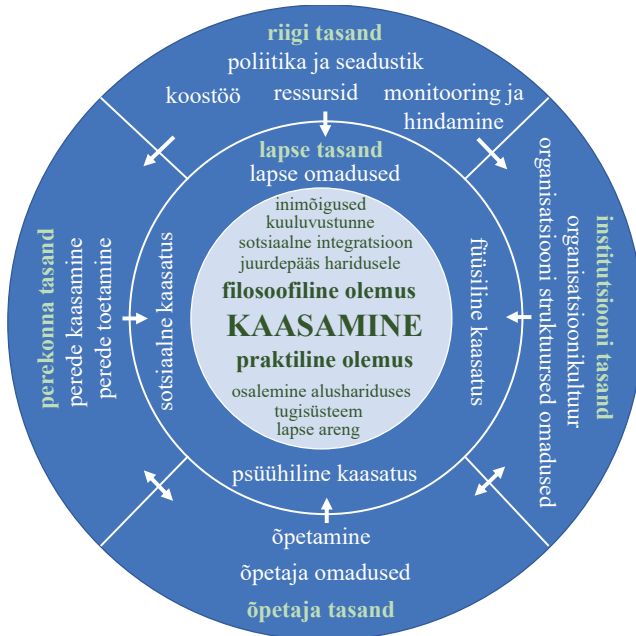 riigi tasand
poliitika ja seadustik
koostöö
ressursid
monitooring ja
hindamine
lapse tasand
lapse omadused
inimõigused
kuuluvustunne
sotsiaalne integratsioon
juurdepääs haridusele
filosoofiline olemus
KAASAMINE
praktiline olemus
osalemine alushariduses
tugisüsteem
lapse areng
sotsiaalne kaasatus
füüsiline kaasatus
psüühiline kaasatus
perekonna tasand
perede kaasamine
perede toetamine
institutsiooni tasand
organisatsioonikultuur
organisatsiooni struktuursed omadused
õpetamine
õpetaja omadused
õpetaja tasand